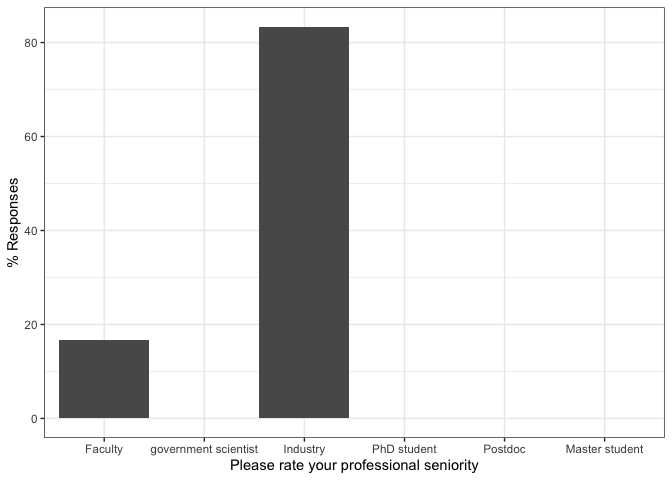 % Responses
80
60
40
20
0
Faculty government scientist Industry PhD student Postdoc Master student
Please rate your professional seniority